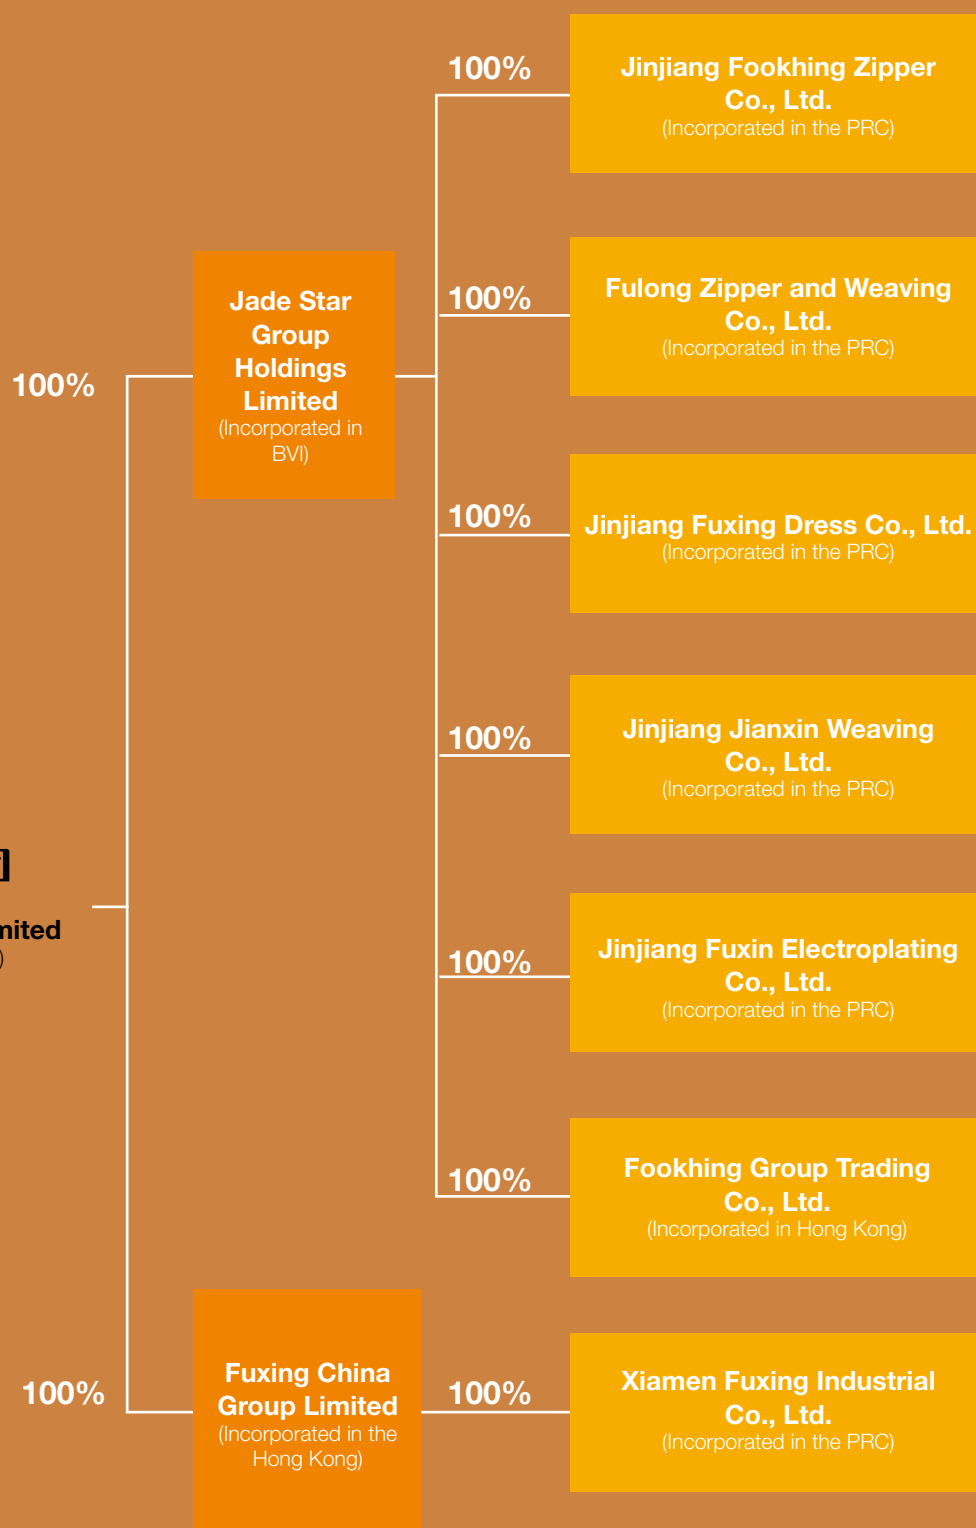 100%
Jinjiang Fookhing Zipper
Co., Ltd.
(Incorporated in the PRC)
100%
Fulong Zipper and Weaving
Co., Ltd.
(Incorporated in the PRC)
Jade Star
Group
Holdings
Limited
(Incorporated in
BVI)
100%
100%
Jinjiang Fuxing Dress Co., Ltd.
(Incorporated in the PRC)
100%
Jinjiang Jianxin Weaving
Co., Ltd.
(Incorporated in the PRC)
100%
Jinjiang Fuxin Electroplating
Co., Ltd.
(Incorporated in the PRC)
100%
Fookhing Group Trading
Co., Ltd.
(Incorporated in Hong Kong)
100%
Fuxing China
Group Limited
(Incorporated in the
Hong Kong)
100%
Xiamen Fuxing Industrial
Co., Ltd.
(Incorporated in the PRC)